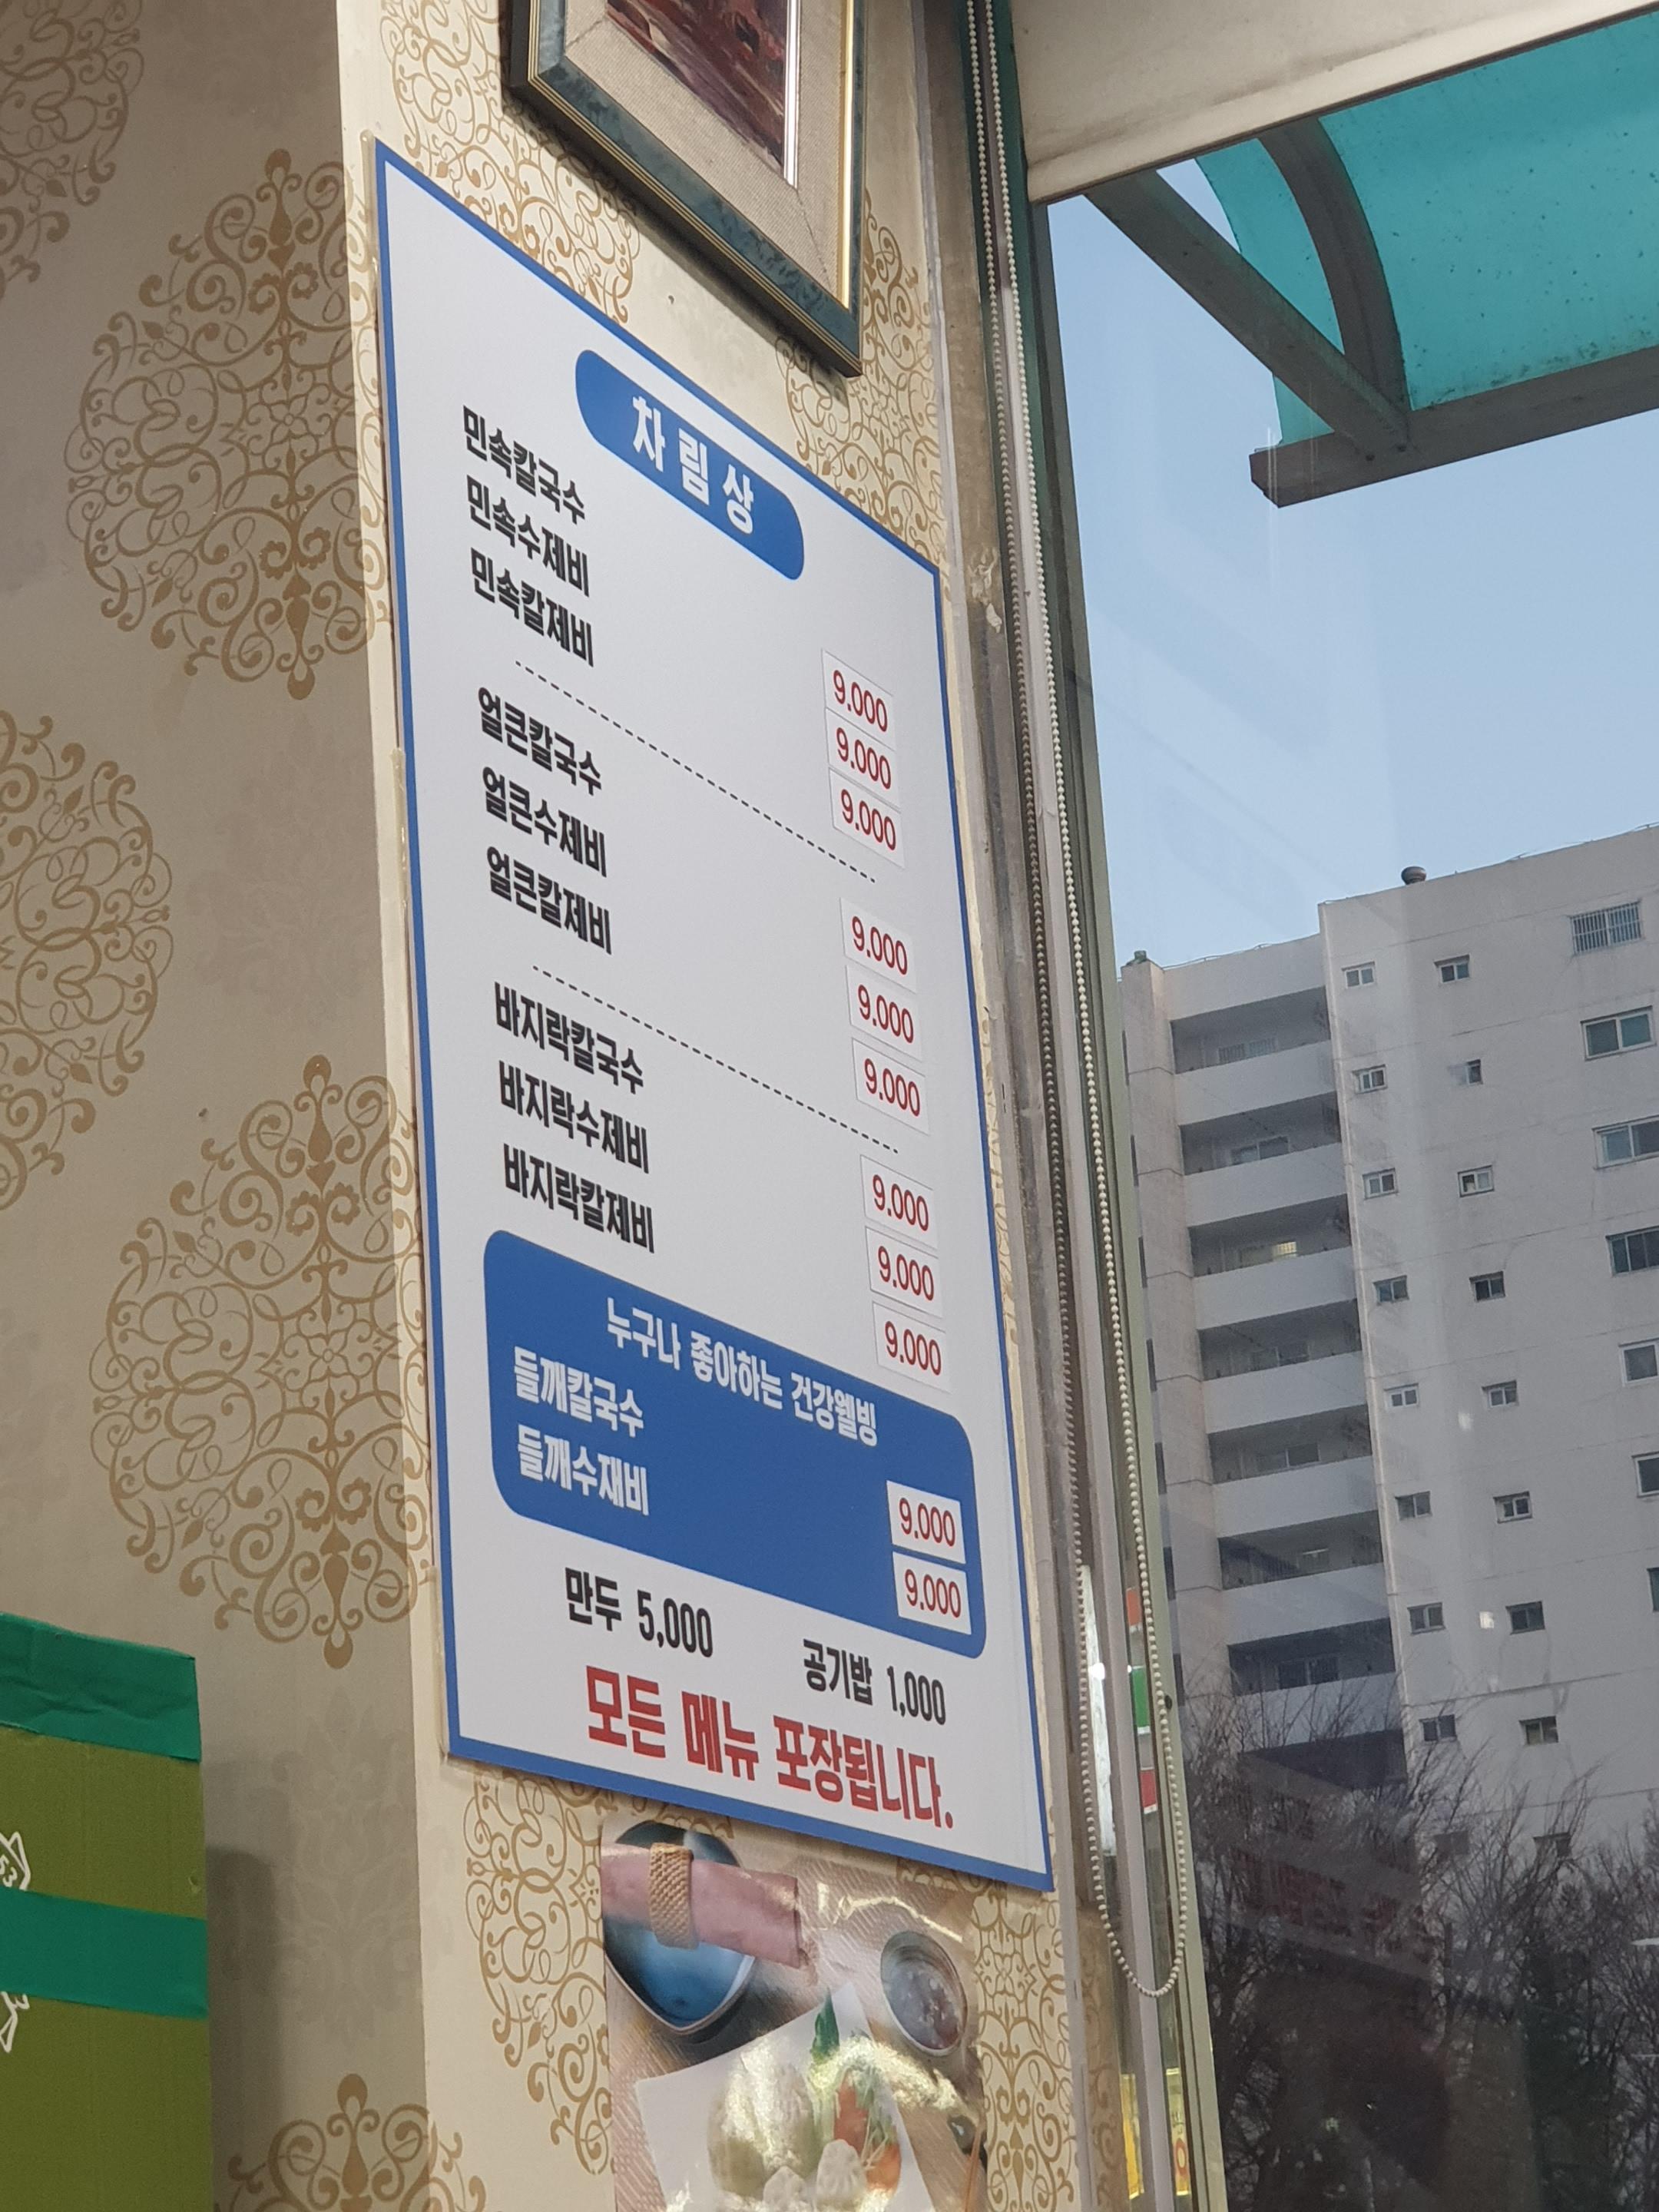 차림상
민속칼국수 9.000
민속수제비 9.000
민속칼제비 9.000
얼큰칼국수 9.000
얼큰수제비 9.000
얼큰칼제비 9.000
바지락칼국수 9.000
바지락수제비 9.000
바지락칼제비 9.000
누구나 좋아하는 건강웰빙
들깨칼국수 9.000
들깨수재비 9.000
만두 5,000 공기밥 1,000
모든 메뉴 포장됩니다.